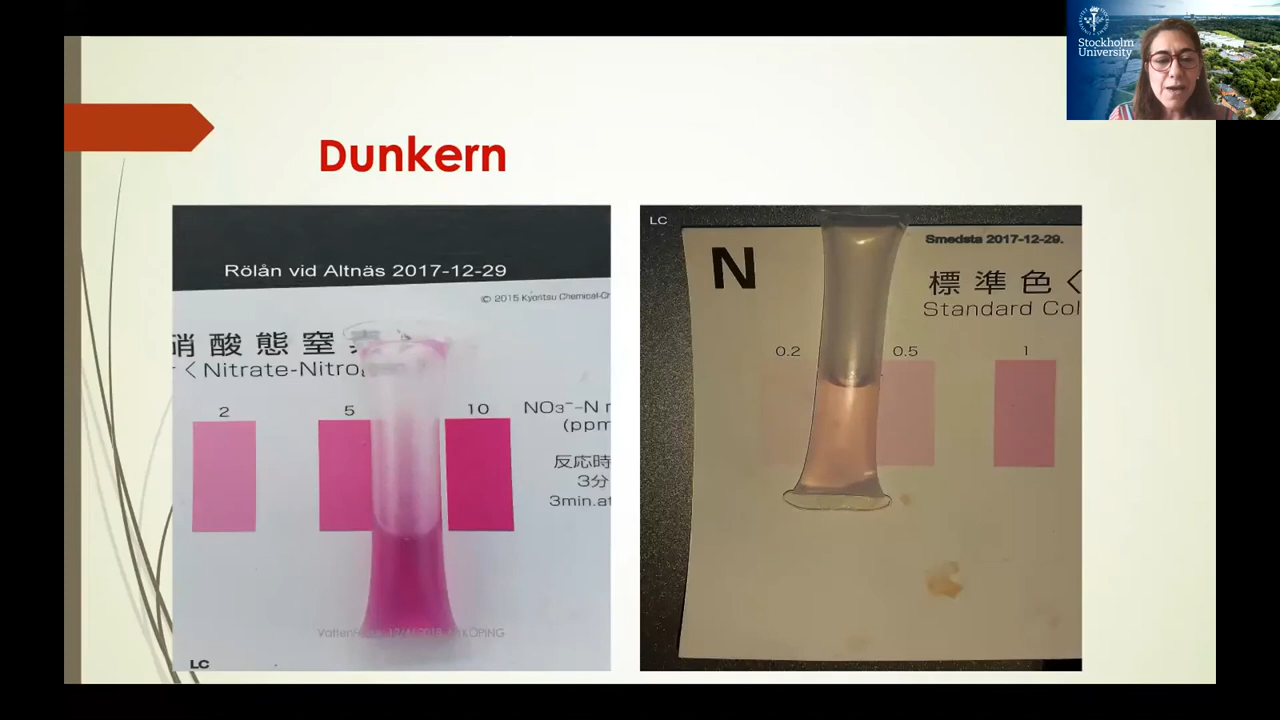 Stockholm
University
Dunkern
Rölån vid Altnäs 2017-12-29
© 2015 Kyoritsu Chemical-
硝酸態窒
< Nitrate-Nitro
2
5
10
NO₃⁻-N
(ppm
反応時
3分
3min.
LC
LC
N
Smedsta 2017-12-29.
標準色<
Standard Col
0.2
0.5
1